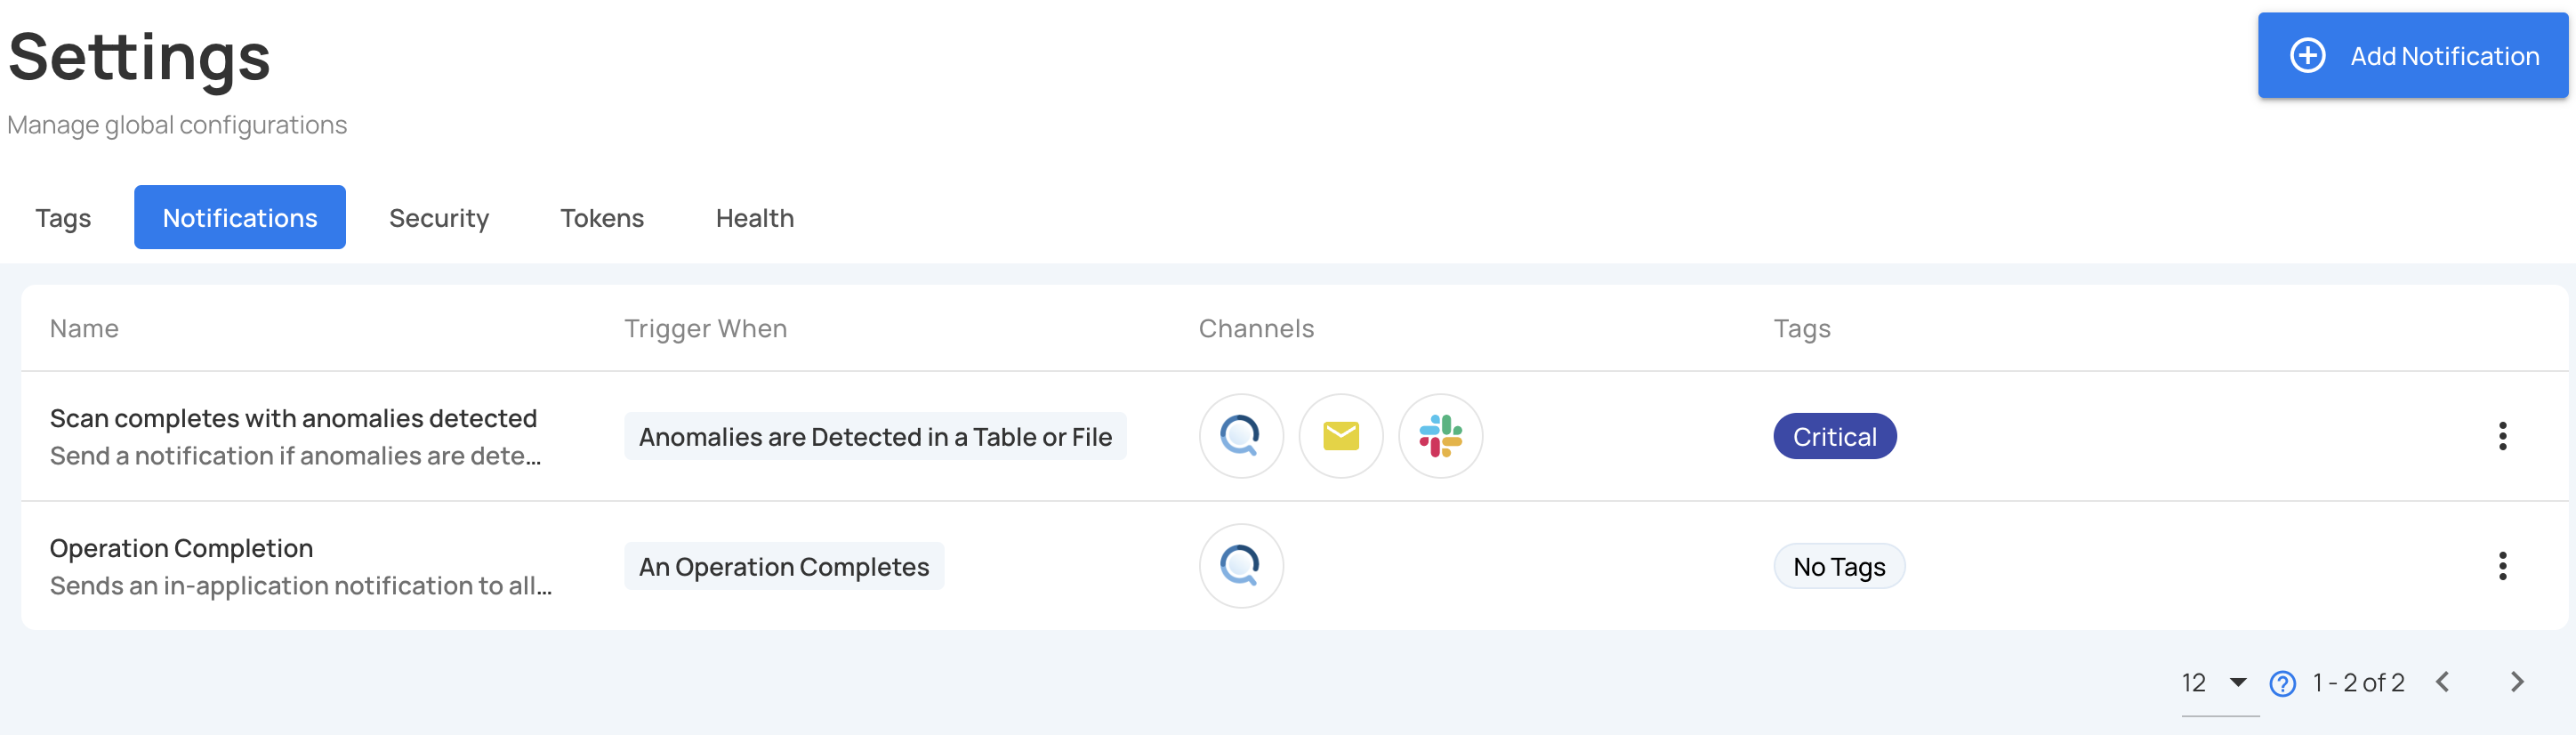 Settings
Add Notification
Manage global configurations
Tags Notifications Security Tokens Health
Name Trigger When Channels Tags
Scan completes with anomalies detected
Send a notification if anomalies are dete...
Anomalies are Detected in a Table or File
Critical
Operation Completion
Sends an in-application notification to all...
An Operation Completes
No Tags
12 ? 1 - 2 of 2